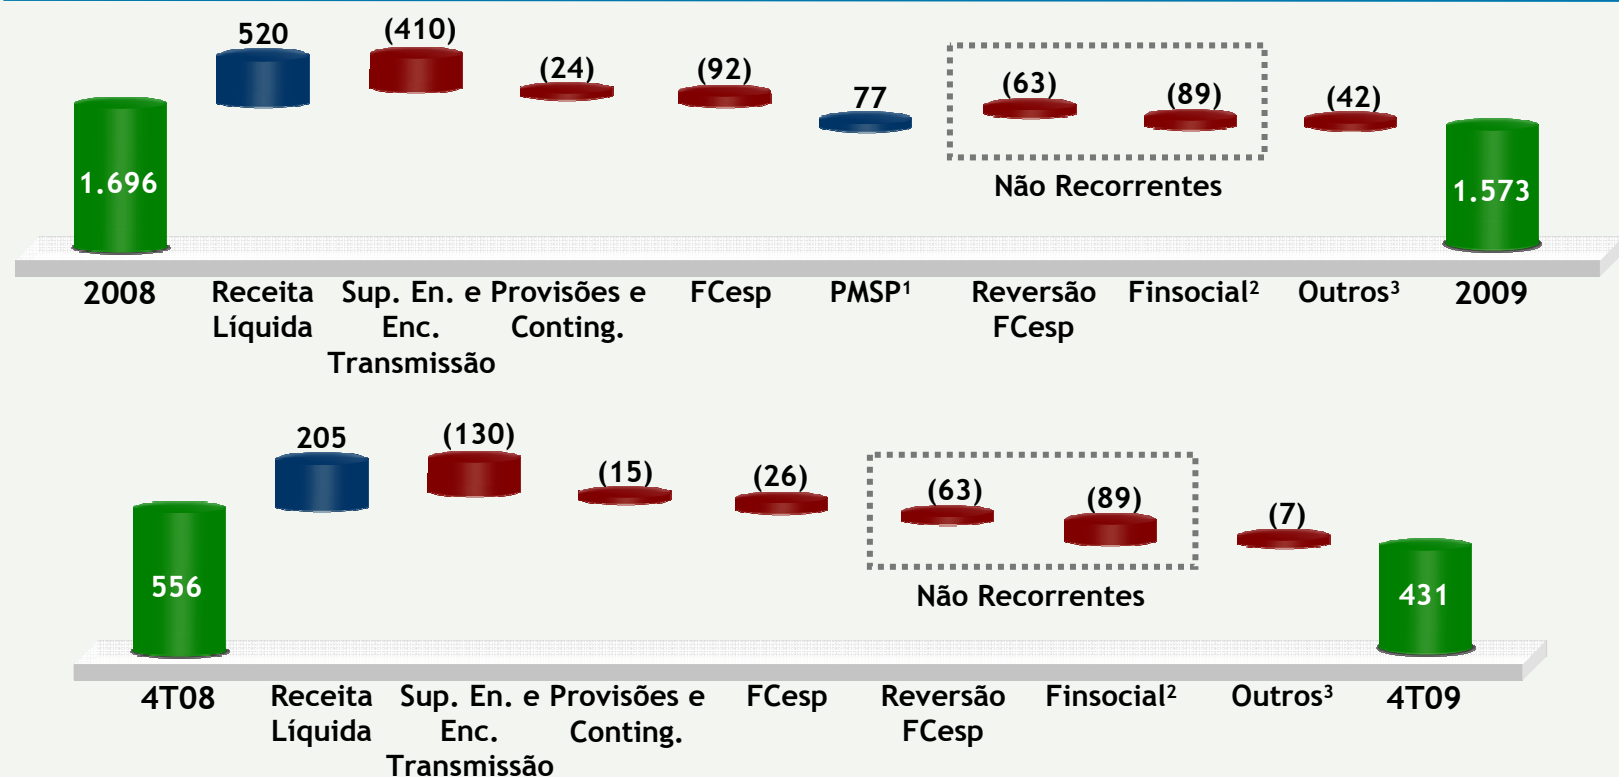 520
(410)
(24)
(92)
77
(63)
(89)
(42)
1.696
1.573
Não Recorrentes
2008
Receita
Líquida
Sup. En. e
Enc.
Transmissão
Provisões e
Conting.
FCesp
PMSP¹
Reversão
FCesp
Finsocial²
Outros³
2009
205
(130)
(15)
(26)
(63)
(89)
(7)
556
431
Não Recorrentes
4T08
Receita
Líquida
Sup. En. e
Enc.
Transmissão
Provisões e
Conting.
FCesp
Reversão
FCesp
Finsocial²
Outros³
4T09